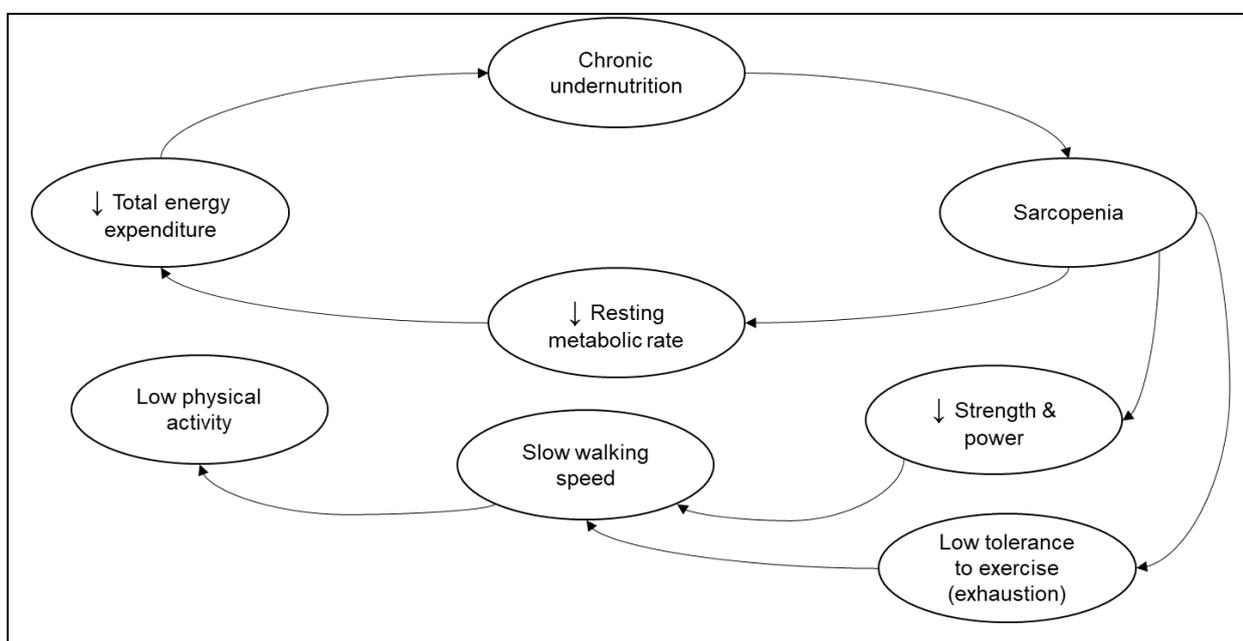 Chronic
undernutrition
↓ Total energy
expenditure
Sarcopenia
↓ Resting
metabolic rate
Low physical
activity
↓ Strength &
power
Slow walking
speed
Low tolerance
to exercise
(exhaustion)